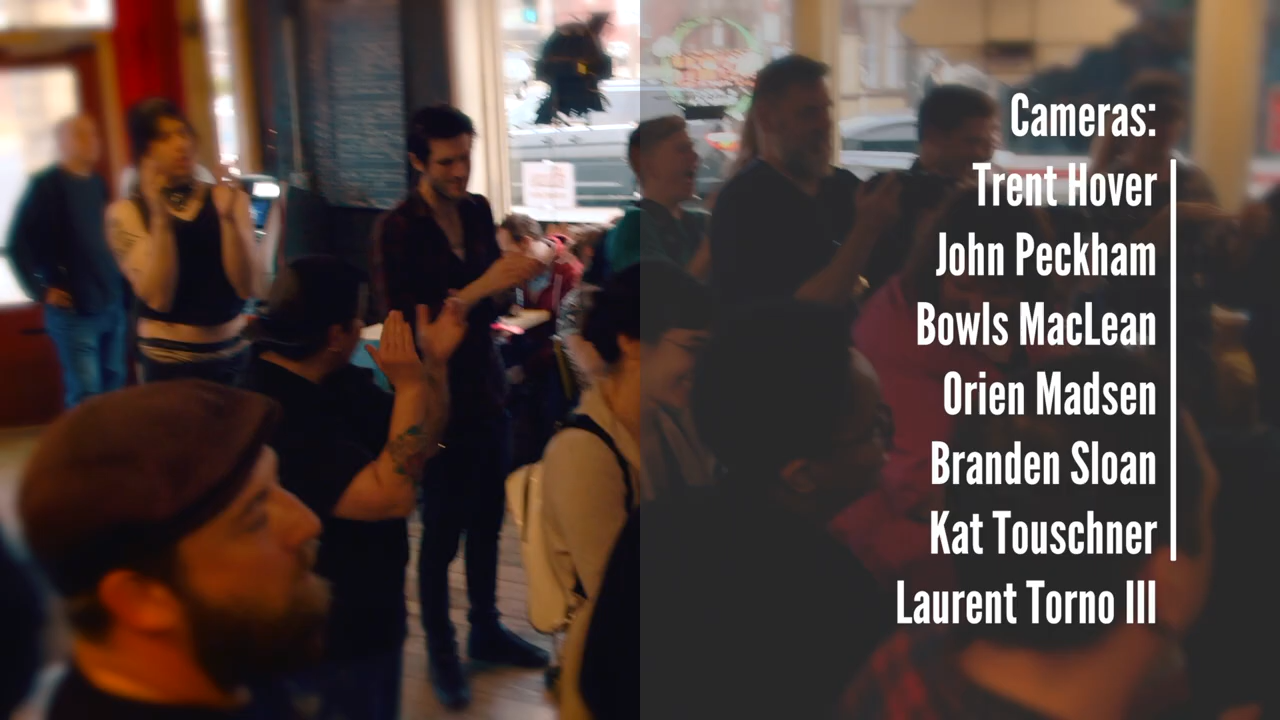 Cameras:
Trent Hover
John Peckham
Bowls MacLean
Orien Madsen
Branden Sloan
Kat Touschner
Laurent Torno III